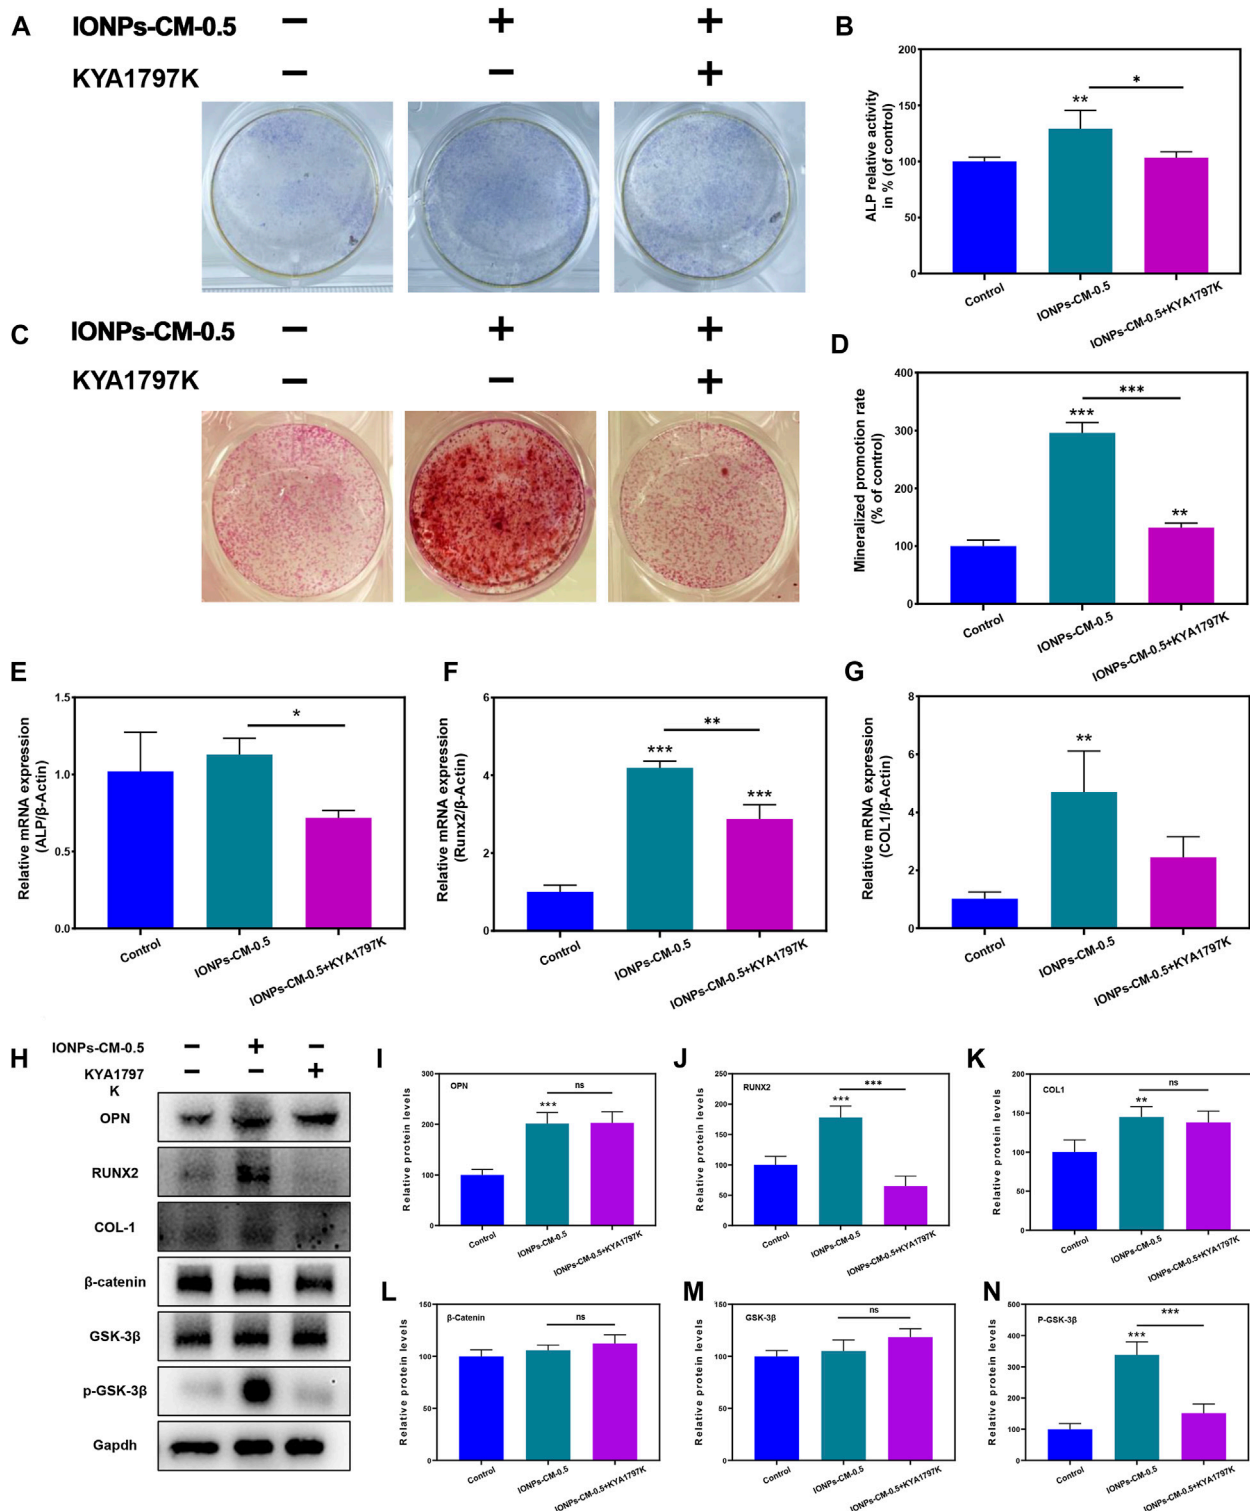 A
IONPs-CM-0.5 − + +
KYA1797K − − +
B
ALP relative activity
in % (of control)
200
150
100
50
0
**
*
Control
IONPs-CM-0.5
IONPs-CM-0.5+KYA1797K
C
IONPs-CM-0.5 − + +
KYA1797K − − +
D
Mineralized promotion rate
(% of control)
400
300
200
100
0
***
***
**
Control
IONPs-CM-0.5
IONPs-CM-0.5+KYA1797K
E
Relative mRNA expression
(ALP/β-Actin)
1.5
1.0
0.5
0.0
*
Control
IONPs-CM-0.5
IONPs-CM-0.5+KYA1797K
F
Relative mRNA expression
(Runx2/β-Actin)
6
4
2
0
***
**
***
Control
IONPs-CM-0.5
IONPs-CM-0.5+KYA1797K
G
Relative mRNA expression
(COL1/β-Actin)
8
6
4
2
0
**
Control
IONPs-CM-0.5
IONPs-CM-0.5+KYA1797K
H
IONPs-CM-0.5 − + −
KYA1797 − − +
K
OPN
RUNX2
COL-1
β-catenin
GSK-3β
p-GSK-3β
Gapdh
I
Relative protein levels
OPN
300
200
100
0
***
ns
Control
IONPs-CM-0.5
IONPs-CM-0.5+KYA1797K
J
Relative protein levels
RUNX2
250
200
150
100
50
0
***
***
Control
IONPs-CM-0.5
IONPs-CM-0.5+KYA1797K
K
Relative protein levels
COL1
200
150
100
50
0
**
ns
Control
IONPs-CM-0.5
IONPs-CM-0.5+KYA1797K
L
Relative protein levels
β-Catenin
150
100
50
0
ns
Control
IONPs-CM-0.5
IONPs-CM-0.5+KYA1797K
M
Relative protein levels
GSK-3β
150
100
50
0
ns
Control
IONPs-CM-0.5
IONPs-CM-0.5+KYA1797K
N
Relative protein levels
P-GSK-3β
500
400
300
200
100
0
***
***
Control
IONPs-CM-0.5
IONPs-CM-0.5+KYA1797K